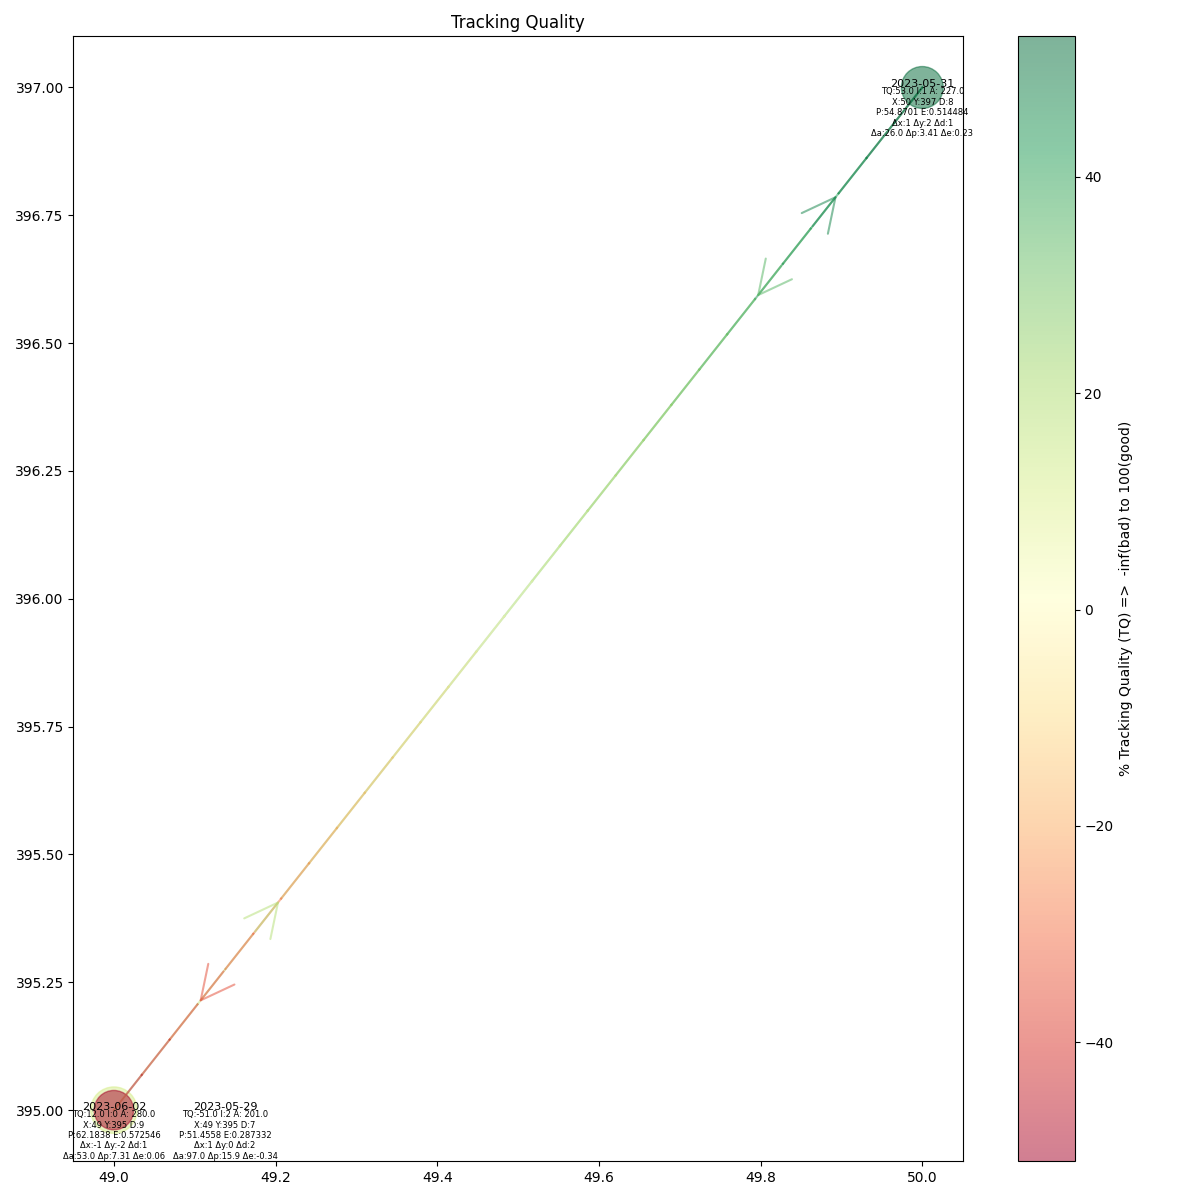 Tracking Quality
397.00
396.75
396.50
396.25
396.00
395.75
395.50
395.25
395.00
49.0
49.2
49.4
49.6
49.8
50.0
2023-05-31
TQ:53.0 I:1 A: 227.0
X:50 Y:397 D:8
P:54.8701 E:0.514484
Δx:1 Δy:2 Δd:1
Δa:26.0 Δp:3.41 Δe:0.23
2023-06-02
TQ:12.0 I:0 A: 280.0
X:49 Y:395 D:9
P:62.1838 E:0.572546
Δx:-1 Δy:-2 Δd:1
Δa:53.0 Δp:7.31 Δe:0.06
2023-05-29
TQ:-51.0 I:2 A: 201.0
X:49 Y:395 D:7
P:51.4558 E:0.287332
Δx:1 Δy:0 Δd:2
Δa:97.0 Δp:15.9 Δe:-0.34
40
20
0
−20
−40
% Tracking Quality (TQ) => -inf(bad) to 100(good)